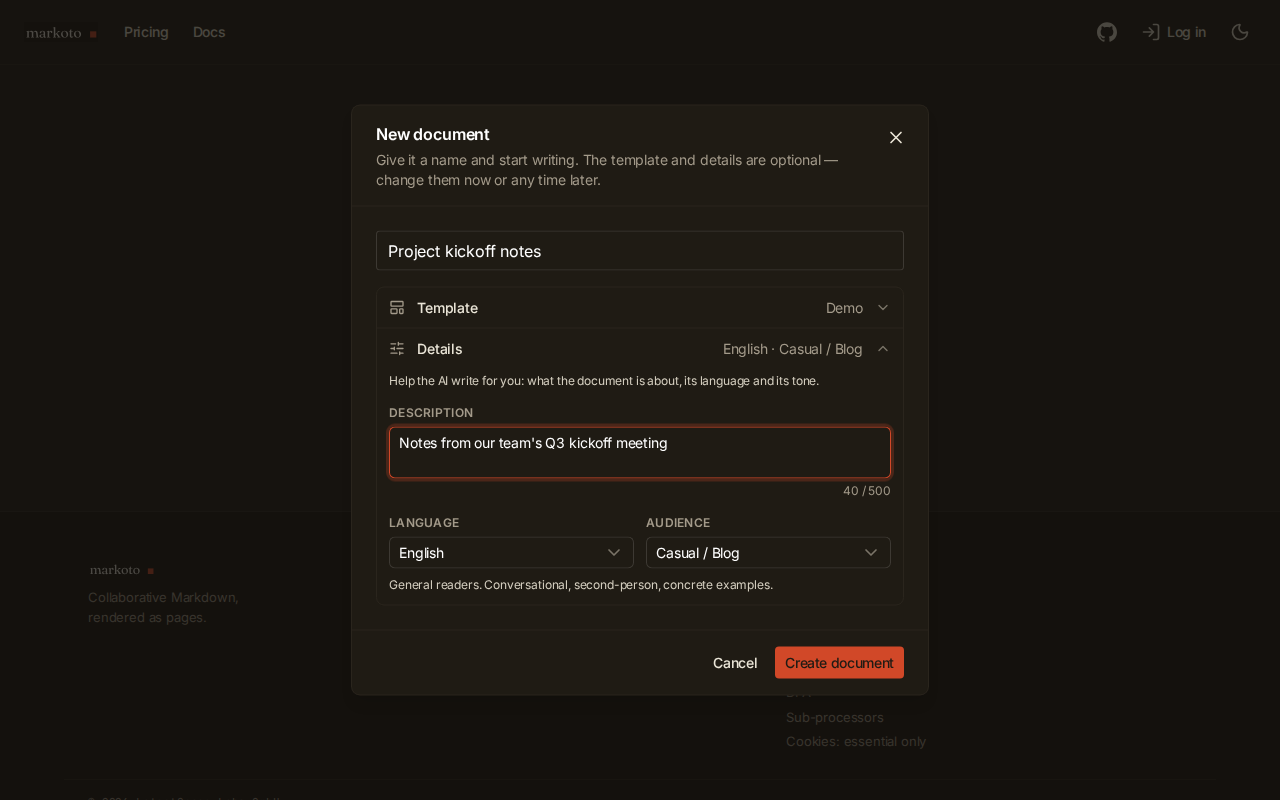 markoto
Pricing
Docs
Log in
New document
Give it a name and start writing. The template and details are optional —
change them now or any time later.
Project kickoff notes
Template
Demo
Details
English · Casual / Blog
Help the AI write for you: what the document is about, its language and its tone.
DESCRIPTION
Notes from our team's Q3 kickoff meeting
40 / 500
LANGUAGE
AUDIENCE
English
Casual / Blog
General readers. Conversational, second-person, concrete examples.
Cancel
Create document
markoto
Collaborative Markdown,
rendered as pages.
Sub-processors
Cookies: essential only